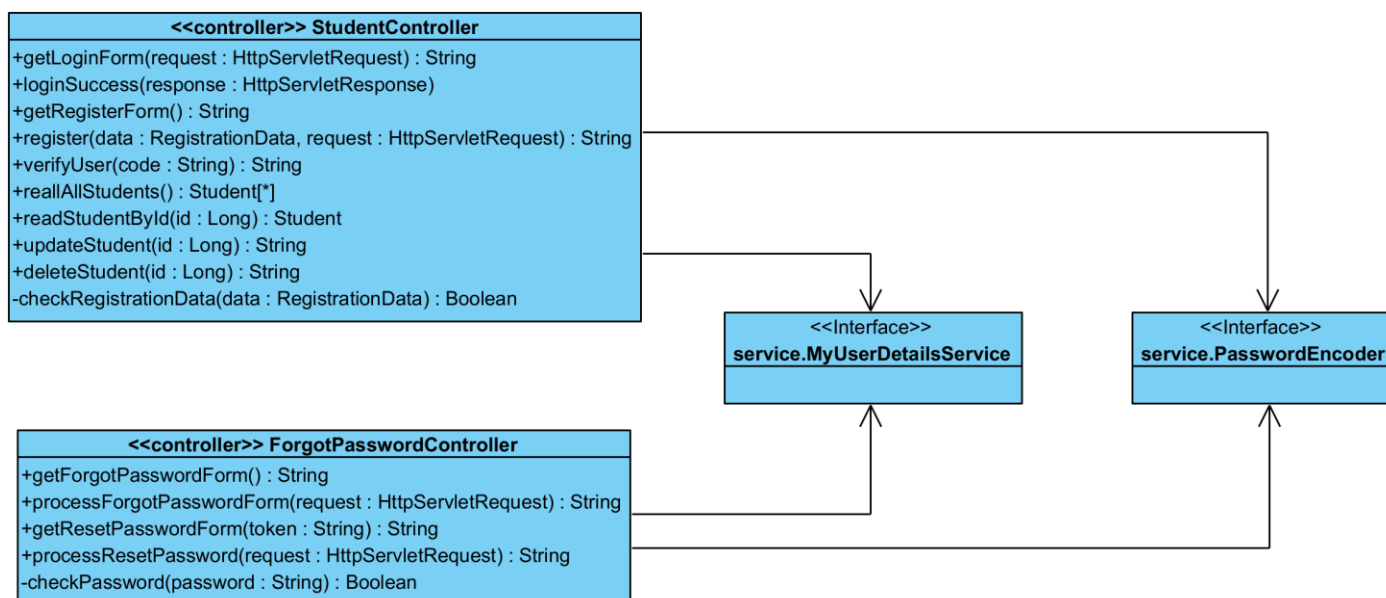 <<controller>> StudentController
+getLoginForm(request : HttpServletRequest) : String
+loginSuccess(response : HttpServletResponse)
+getRegisterForm() : String
+register(data : RegistrationData, request : HttpServletRequest) : String
+verifyUser(code : String) : String
+reallAllStudents() : Student[*]
+readStudentById(id : Long) : Student
+updateStudent(id : Long) : String
+deleteStudent(id : Long) : String
-checkRegistrationData(data : RegistrationData) : Boolean
<<Interface>>
service.MyUserDetailsService
<<Interface>>
service.PasswordEncoder
<<controller>> ForgotPasswordController
+getForgotPasswordForm() : String
+processForgotPasswordForm(request : HttpServletRequest) : String
+getResetPasswordForm(token : String) : String
+processResetPassword(request : HttpServletRequest) : String
-checkPassword(password : String) : Boolean